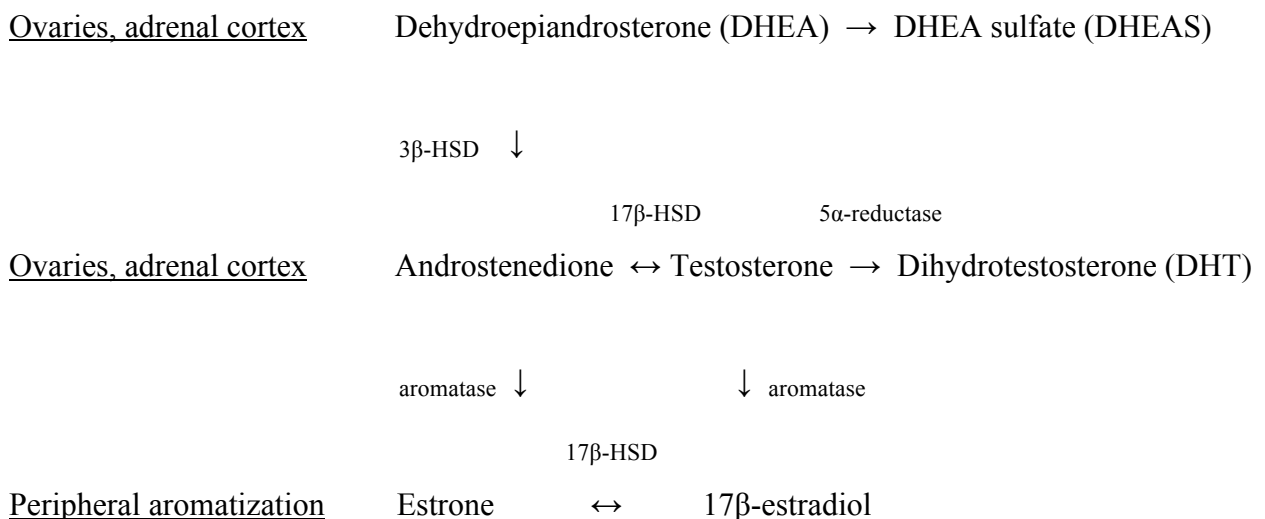 Ovaries, adrenal cortex Dehydroepiandrosterone (DHEA) → DHEA sulfate (DHEAS)
3β-HSD ↓
17β-HSD 5α-reductase
Ovaries, adrenal cortex Androstenedione ↔ Testosterone → Dihydrotestosterone (DHT)
aromatase ↓ ↓ aromatase
17β-HSD
Peripheral aromatization Estrone ↔ 17β-estradiol